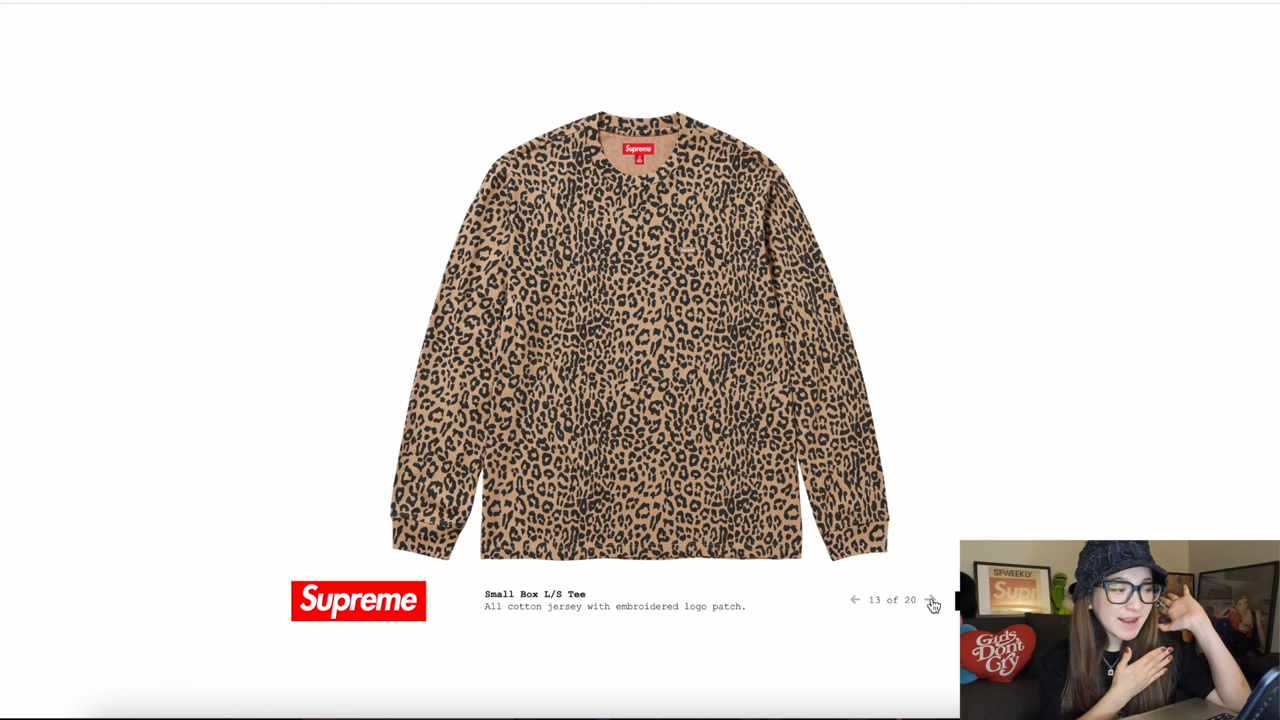 Supreme
Supreme
Small Box L/S Tee
All cotton jersey with embroidered logo patch.
13 of 20
SFWEEKLY
Supr
Girls
Don't
Cry